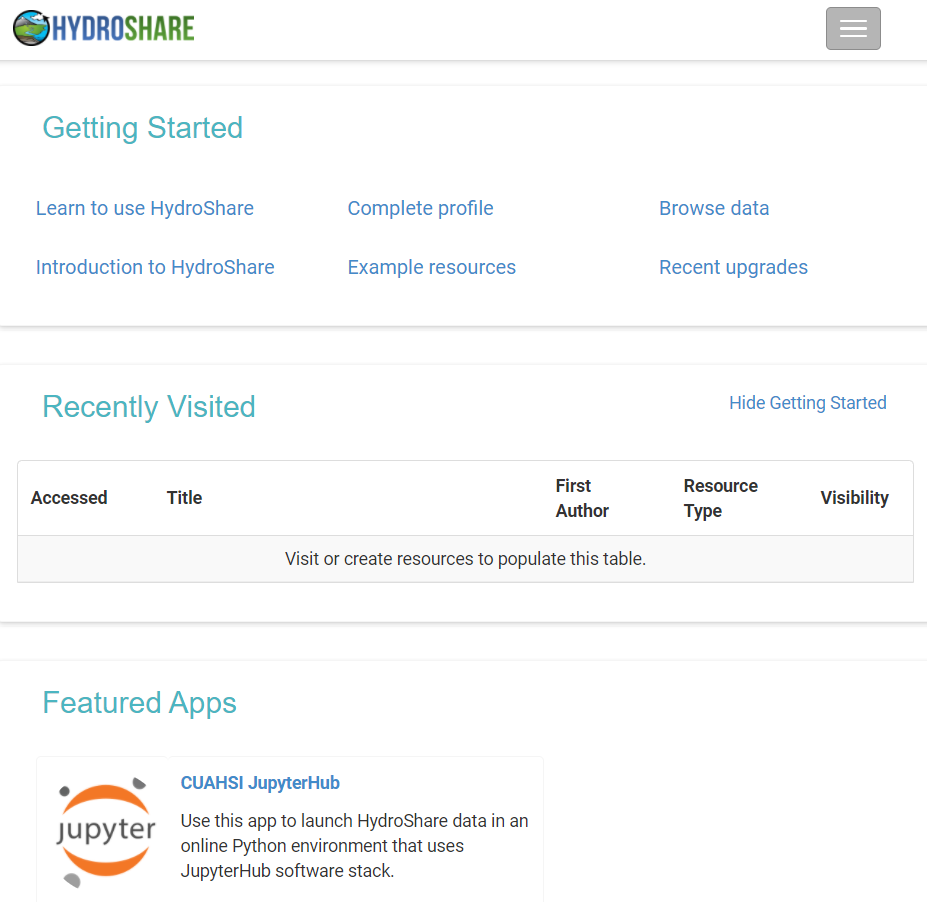 HYDROSHARE
Getting Started
Learn to use HydroShare Complete profile Browse data
Introduction to HydroShare Example resources Recent upgrades
Recently Visited Hide Getting Started
Accessed Title First Author Resource Type Visibility
Visit or create resources to populate this table.
Featured Apps
jupyter
CUAHSI JupyterHub
Use this app to launch HydroShare data in an
online Python environment that uses
JupyterHub software stack.